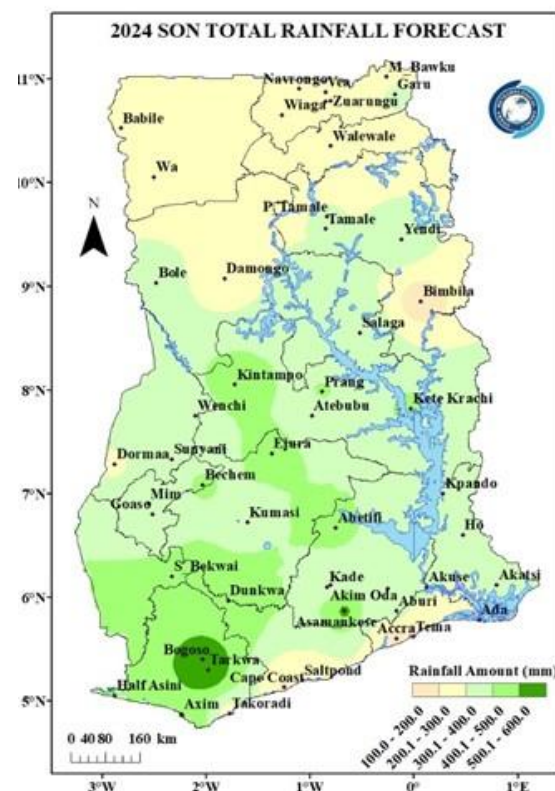 2024 SON TOTAL RAINFALL FORECAST
11°N
10°N
9°N
8°N
7°N
6°N
5°N
N
M_Bawku
Navrongo
Vea
Garu
Zuarungu
Wiaga
Babile
Walewale
Wa
P. Tamale
Tamale
Yendi
Bole
Damongo
Bimbila
Salaga
Kintampo
Prang
Kete Krachi
Wenchi
Atebubu
Ejura
Dormaa
Sunyani
Bechem
Kpando
Goaso
Mim
Kumasi
Abetifi
Ho
S. Bekwai
Kade
Akuse
Akatsi
Dunkwa
Akim Oda
Aburi
Asamankese
Ada
Accra
Tema
Bogoso
Tarkwa
Saltpond
Cape Coast
Half Asini
Axim
Takoradi
Rainfall Amount (mm)
100.0 - 200.0
200.1 - 300.0
300.1 - 400.0
400.1 - 500.0
500.1 - 600.0
0 40 80 160 km
3°W 2°W 1°W 0° 1°E